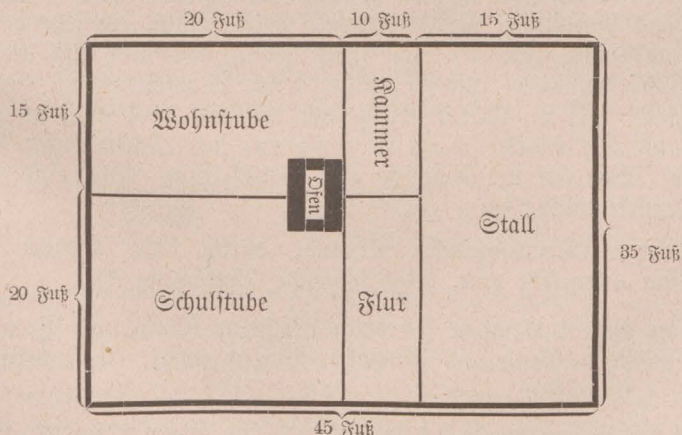 20 Fuß 10 Fuß 15 Fuß
15 Fuß
Wohnstube
Kammer
Ofen
Stall
35 Fuß
20 Fuß
Schulstube
Flur
45 Fuß